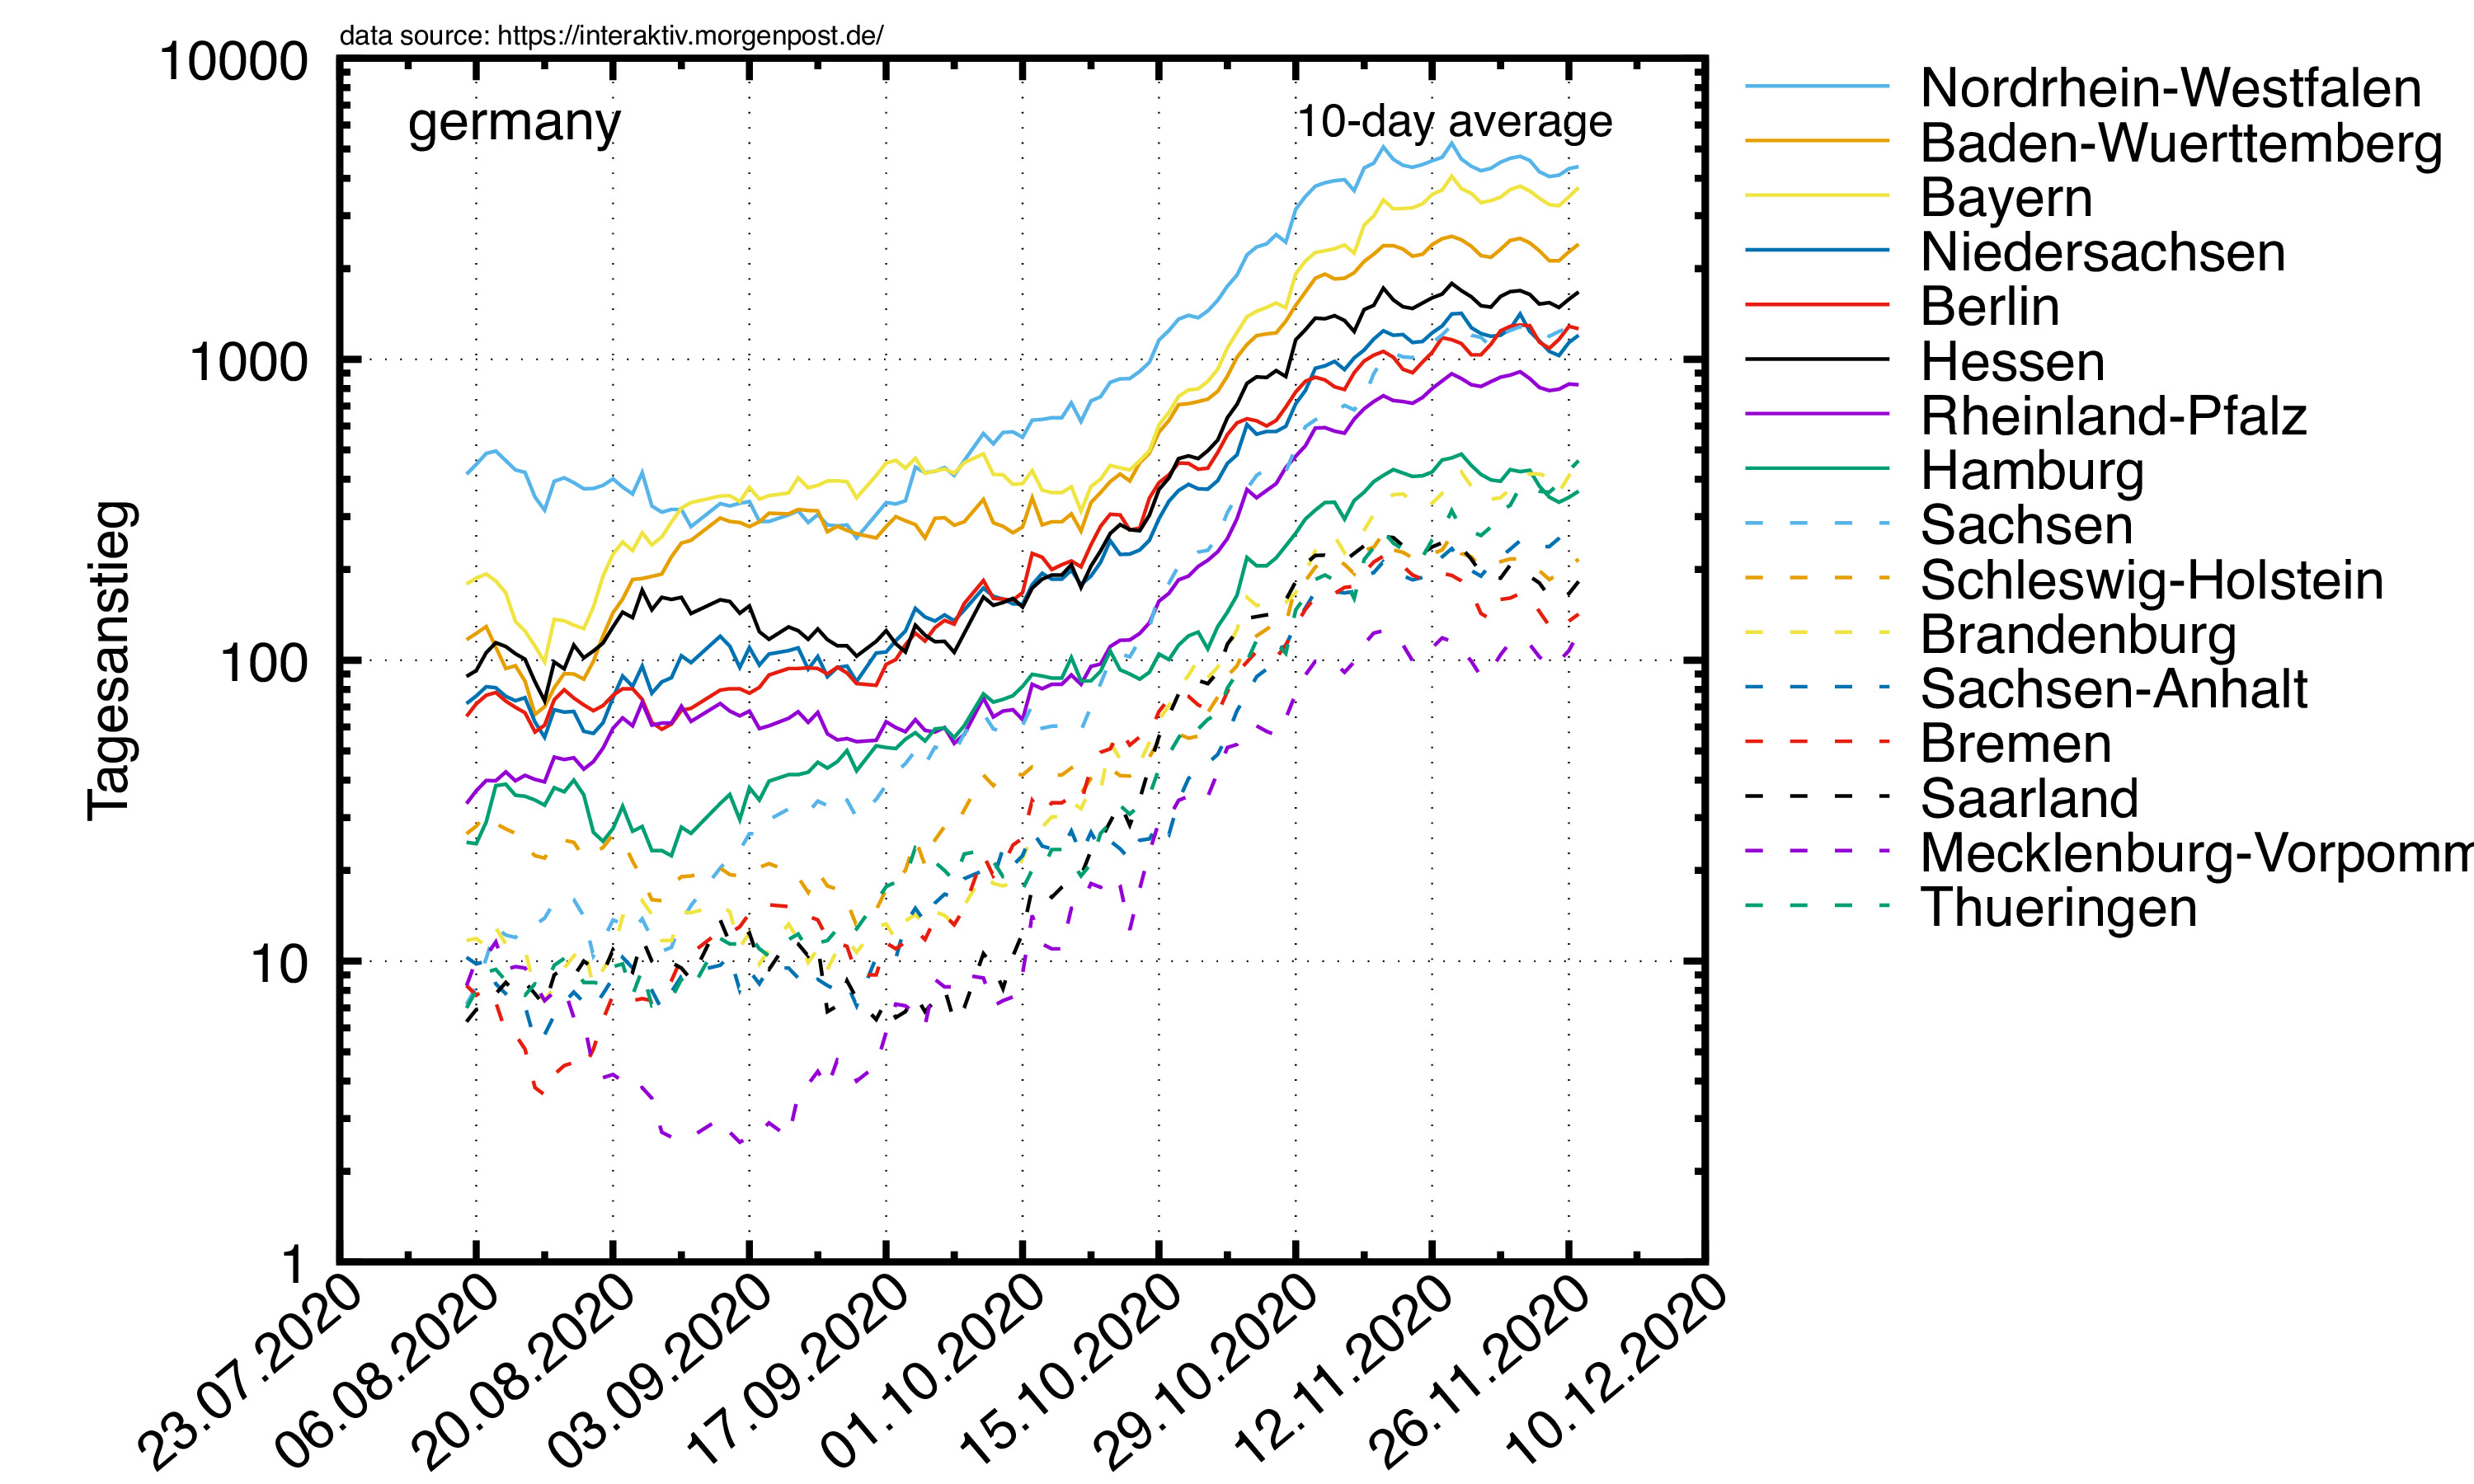 data source: https://interaktiv.morgenpost.de/
germany
10-day average
Tagesanstieg
10000
1000
100
10
1
23.07.2020
06.08.2020
20.08.2020
03.09.2020
17.09.2020
01.10.2020
15.10.2020
29.10.2020
12.11.2020
26.11.2020
10.12.2020
Nordrhein-Westfalen
Baden-Wuerttemberg
Bayern
Niedersachsen
Berlin
Hessen
Rheinland-Pfalz
Hamburg
Sachsen
Schleswig-Holstein
Brandenburg
Sachsen-Anhalt
Bremen
Saarland
Mecklenburg-Vorpomm
Thueringen